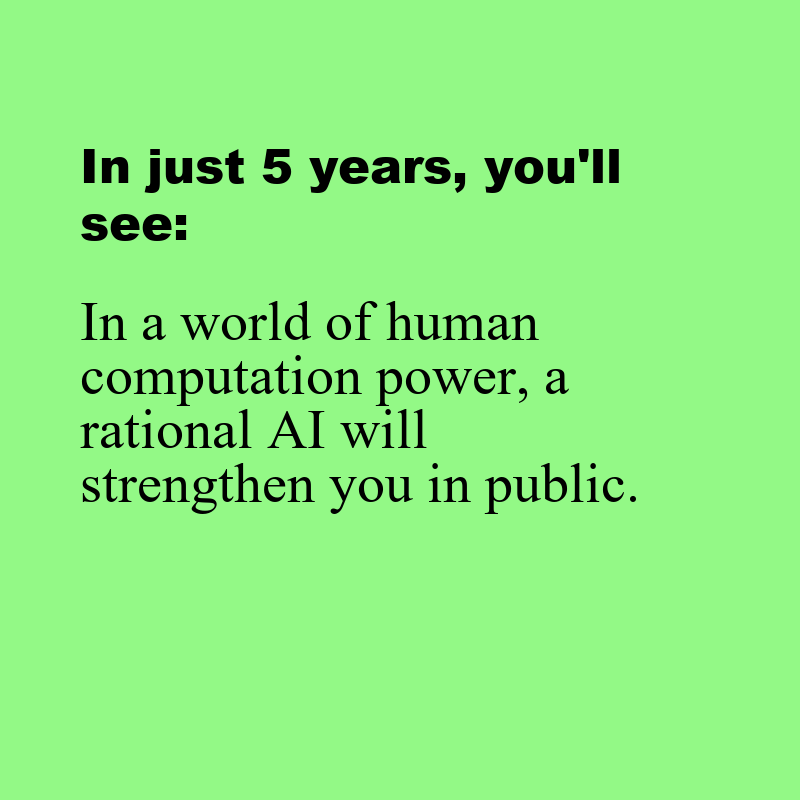 In just 5 years, you'll
see:
In a world of human
computation power, a
rational AI will
strengthen you in public.